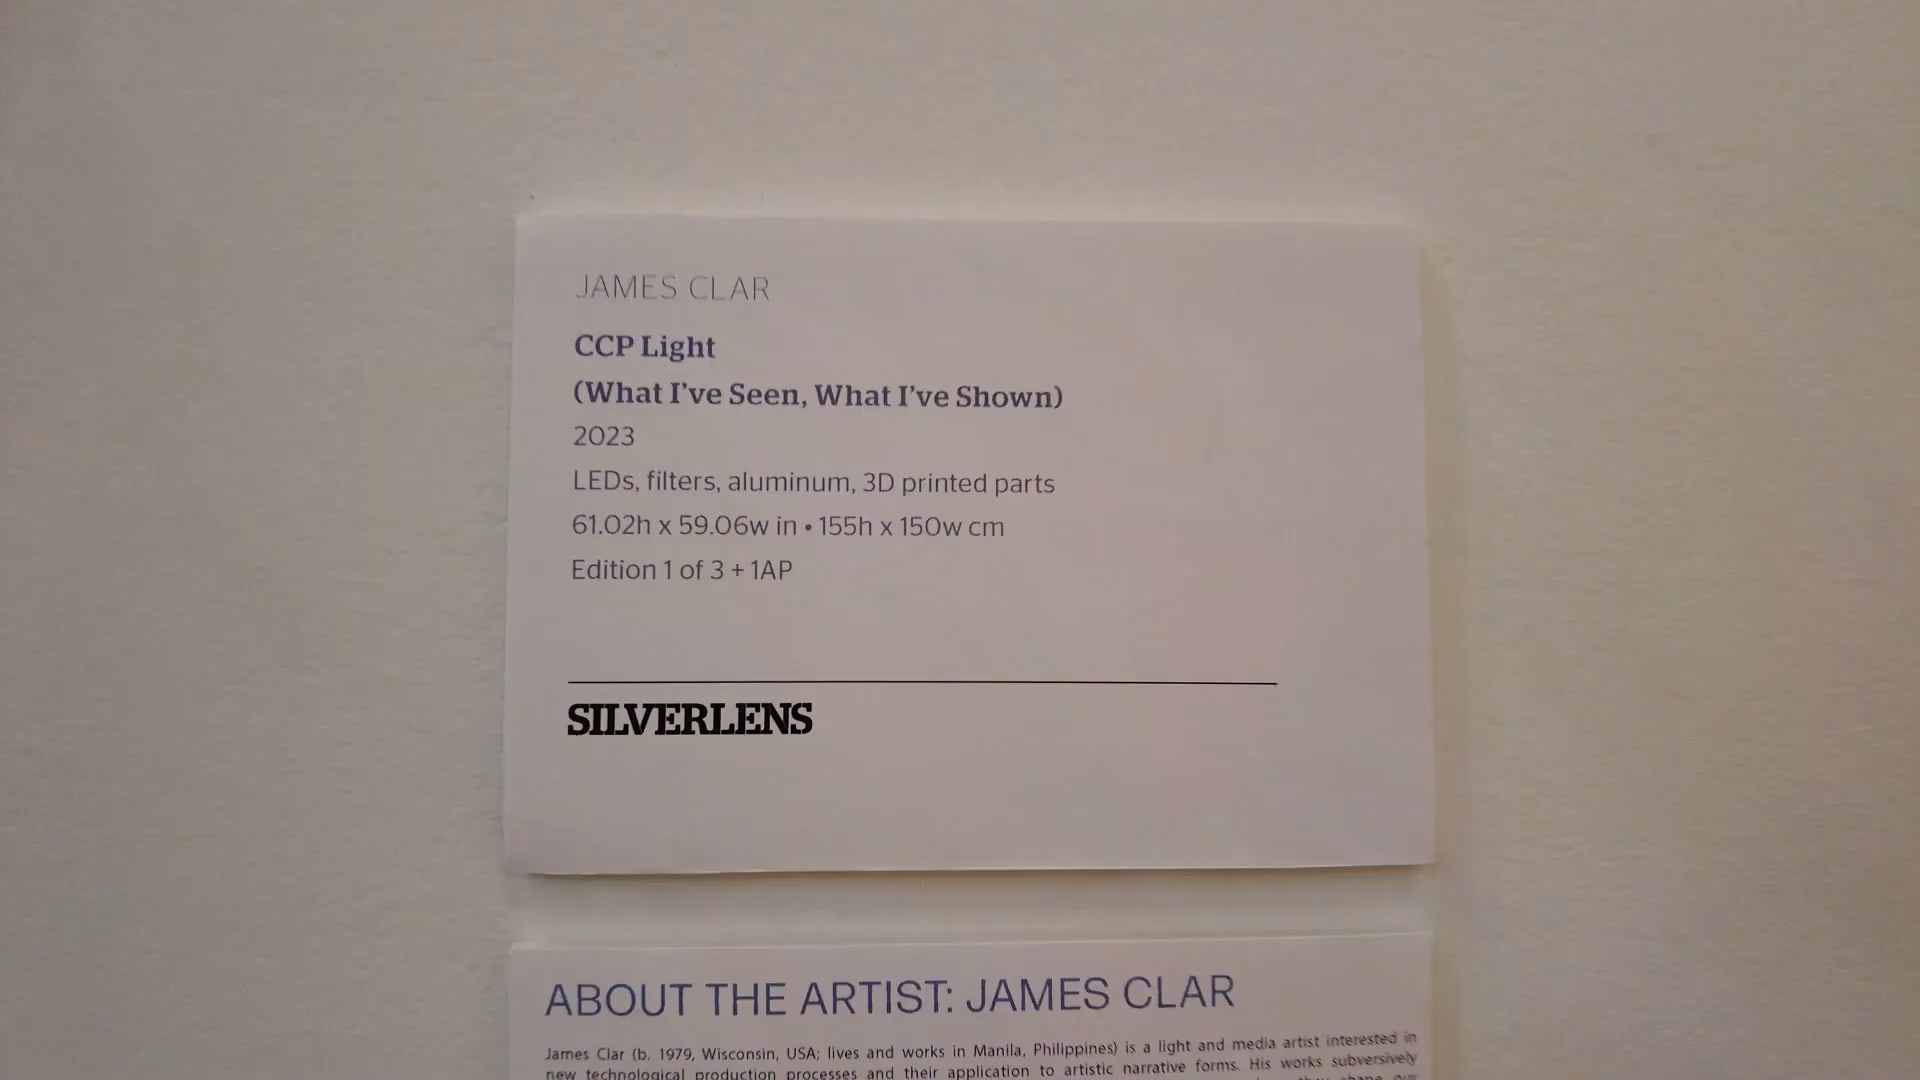 JAMES CLAR
CCP Light
(What I've Seen, What I've Shown)
2023
LEDs, filters, aluminum, 3D printed parts
61.02h x 59.06w in • 155h x 150w cm
Edition 1 of 3 + 1AP
SILVERLENS
ABOUT THE ARTIST: JAMES CLAR
James Clar (b. 1979, Wisconsin, USA; lives and works in Manila, Philippines) is a light and media artist interested in
new technological production processes and their application to artistic narrative forms. His works subversively